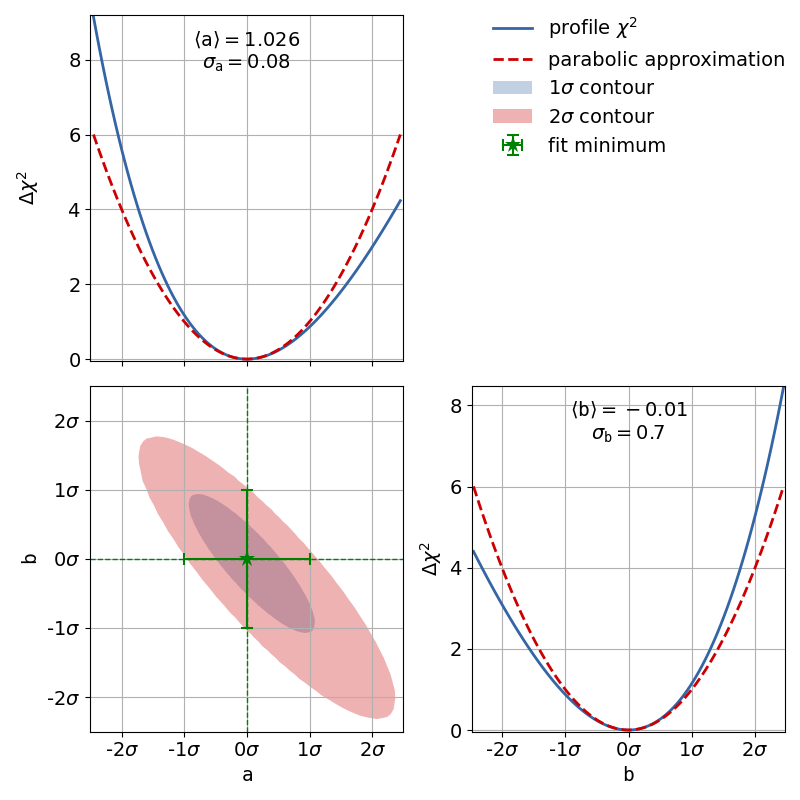 ⟨a⟩ = 1.026
σa = 0.08
8
6
4
2
0
Δχ²
profile χ²
parabolic approximation
1σ contour
2σ contour
fit minimum
2σ
1σ
0σ
-1σ
-2σ
b
-2σ -1σ 0σ 1σ 2σ
a
⟨b⟩ = −0.01
σb = 0.7
8
6
4
2
0
Δχ²
-2σ -1σ 0σ 1σ 2σ
b